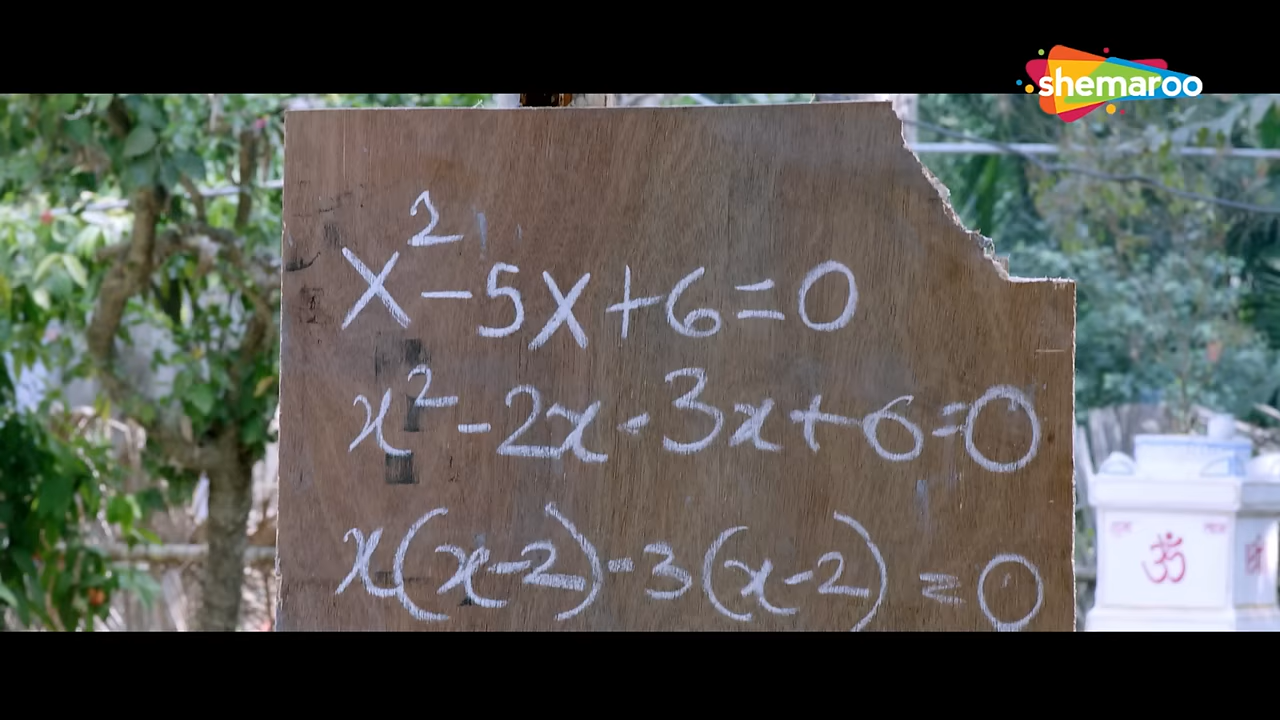 shemaroo
x²-5x+6=0
x²-2x-3x+6=0
x(x-2)-3(x-2)=0
ॐ